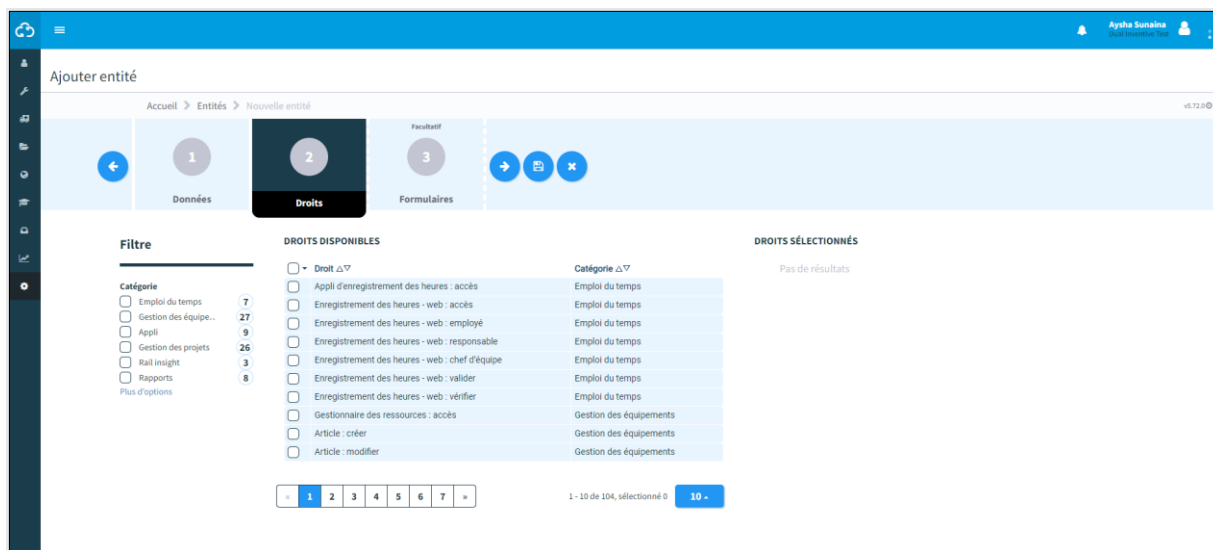 Aysha Sunaina
Dual Inventive Test
Ajouter entité
Accueil > Entités > Nouvelle entité
v5.72.0
1
Données
2
Droits
Facultatif
3
Formulaires
Filtre
Catégorie
Emploi du temps 7
Gestion des équipe.. 27
Appli 9
Gestion des projets 26
Rail insight 3
Rapports 8
Plus d'options
DROITS DISPONIBLES
Droit Catégorie
Appli d'enregistrement des heures : accès Emploi du temps
Enregistrement des heures - web : accès Emploi du temps
Enregistrement des heures - web : employé Emploi du temps
Enregistrement des heures - web : responsable Emploi du temps
Enregistrement des heures - web : chef d'équipe Emploi du temps
Enregistrement des heures - web : valider Emploi du temps
Enregistrement des heures - web : vérifier Emploi du temps
Gestionnaire des ressources : accès Gestion des équipements
Article : créer Gestion des équipements
Article : modifier Gestion des équipements
« 1 2 3 4 5 6 7 »
1 - 10 de 104, sélectionné 0
10
DROITS SÉLECTIONNÉS
Pas de résultats